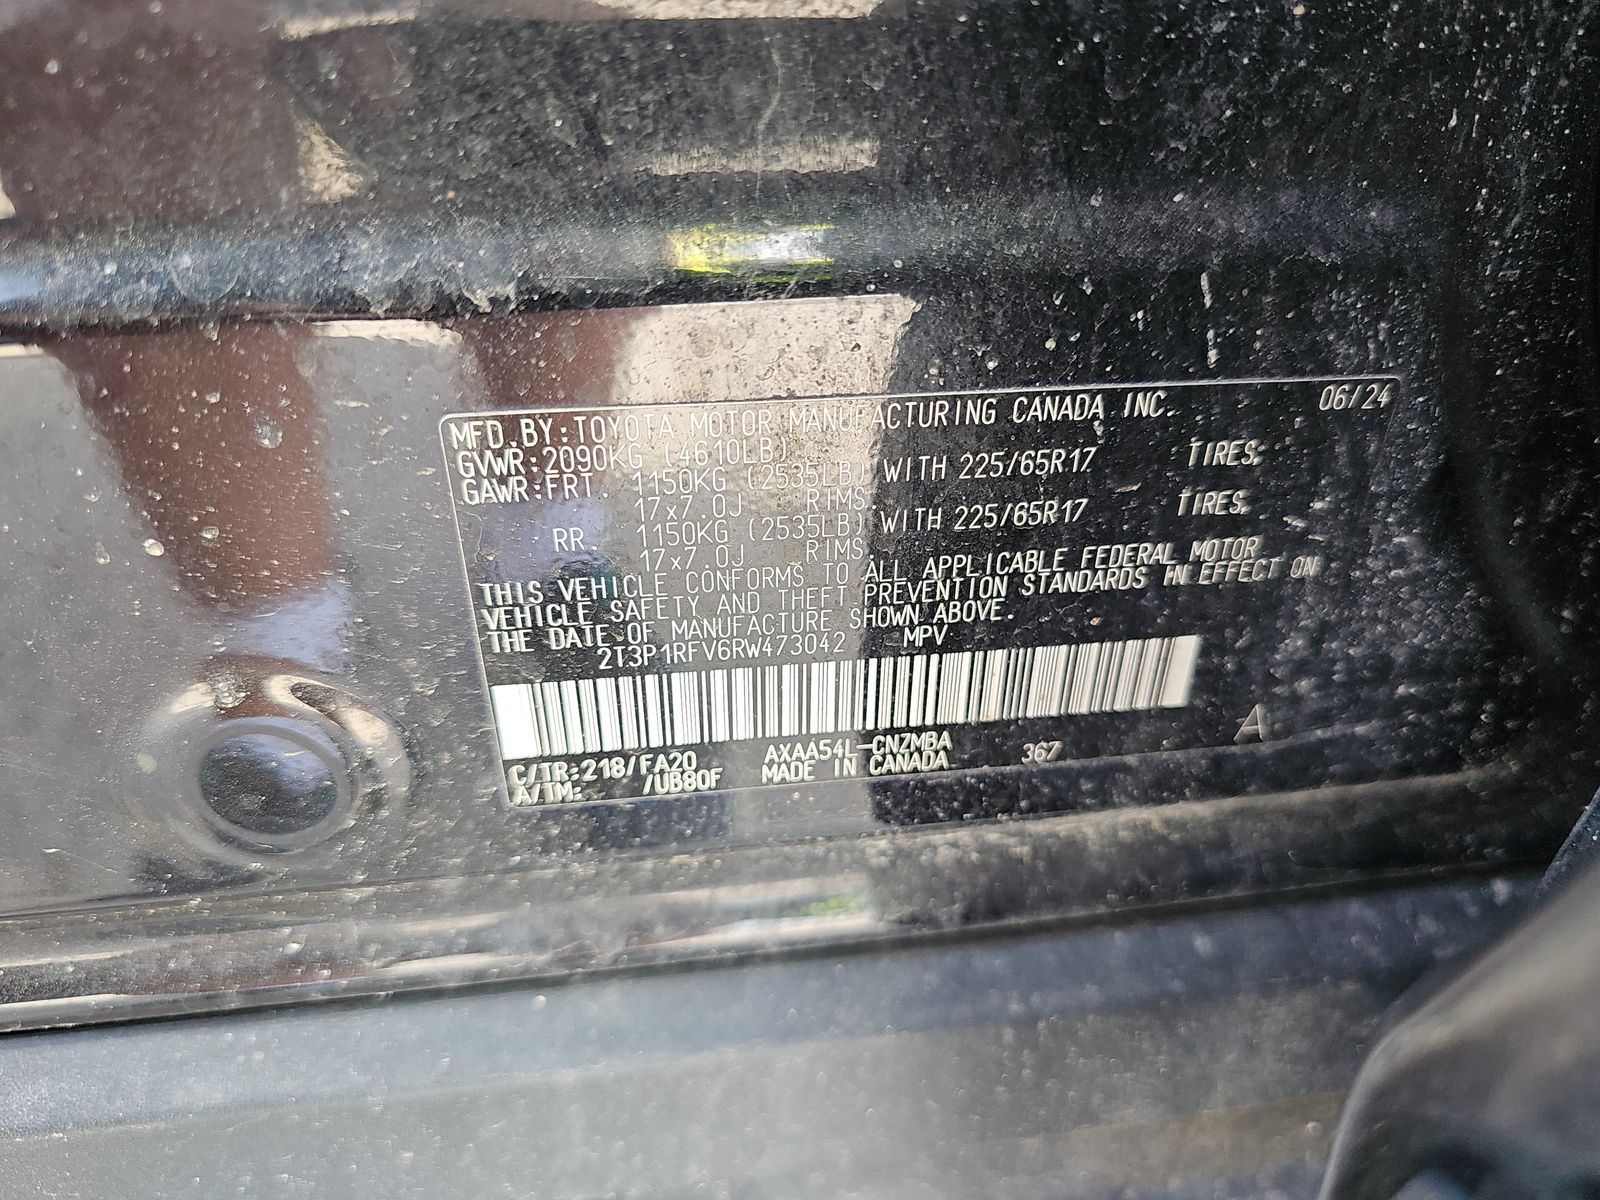 MFD.BY:TOYOTA MOTOR MANUFACTURING CANADA INC. 06/24
GVWR:2090KG (4610LB)
GAWR:FRT. 1150KG (2535LB) WITH 225/65R17 TIRES,
17x7.0J RIMS.
RR. 1150KG (2535LB) WITH 225/65R17 TIRES,
17x7.0J RIMS.
THIS VEHICLE CONFORMS TO ALL APPLICABLE FEDERAL MOTOR
VEHICLE SAFETY AND THEFT PREVENTION STANDARDS IN EFFECT ON
THE DATE OF MANUFACTURE SHOWN ABOVE.
2T3P1RFV6RW473042 MPV
C/TR:218/FA20 AXAA54L-CNZMBA 367 A
A/TM: /UB80F MADE IN CANADA